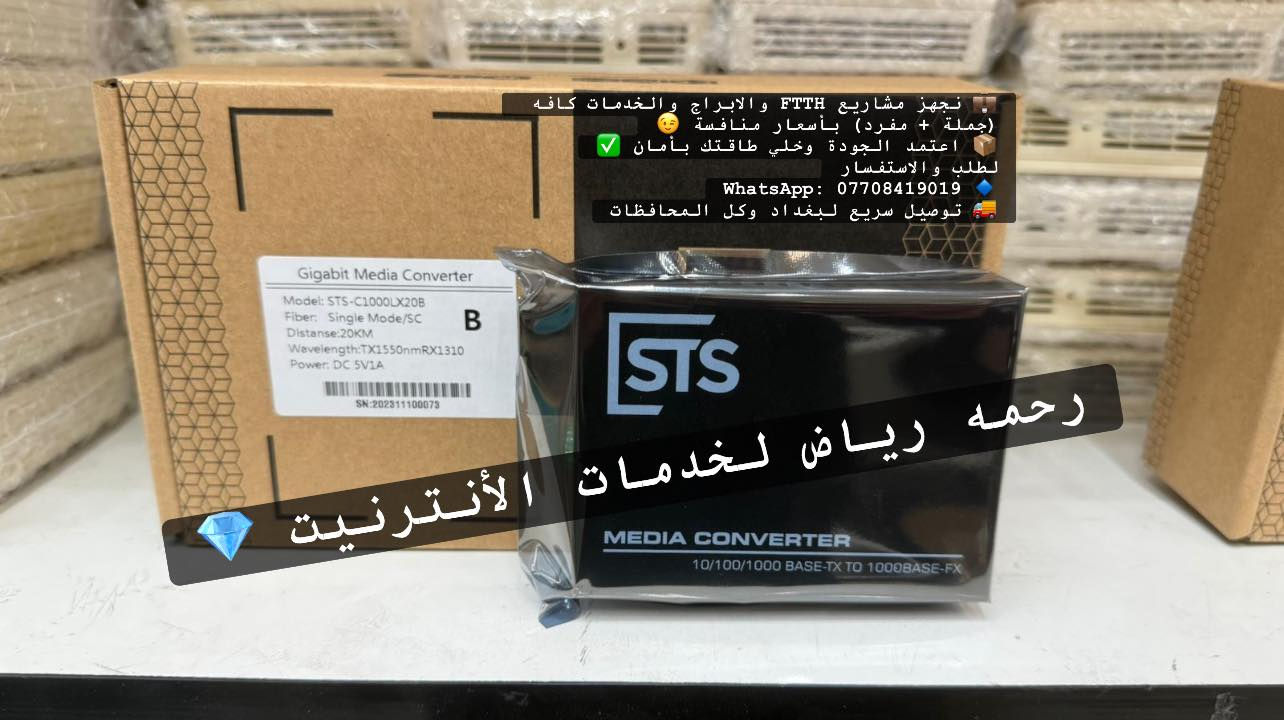 🧰 نجهز مشاريع FTTH والابراج والخدمات كافه
(جملة + مفرد) بأسعار منافسة 😉
📦 اعتمد الجودة وخلي طاقتك بأمان ✅
لطلب والاستفسار
🔷 WhatsApp: 07708419019
🚚 توصيل سريع لبغداد وكل المحافظات
Gigabit Media Converter
Model: STS-C1000LX20B
Fiber: Single Mode/SC
B
Distanse:20KM
Wavelength:TX1550nmRX1310
Power: DC 5V1A
SN:202311100073
STS
رحمه رياض لخدمات الأنترنيت 💎
MEDIA CONVERTER
10/100/1000 BASE-TX TO 1000BASE-FX